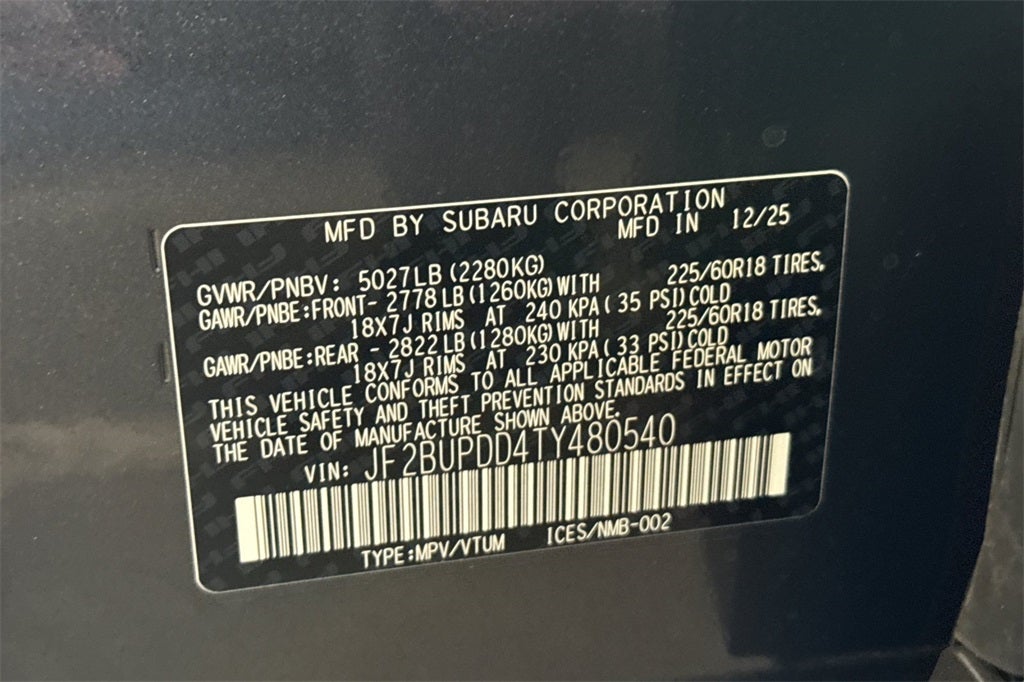 MFD BY SUBARU CORPORATION
MFD IN 12/25
GVWR/PNBV: 5027LB(2280KG)
GAWR/PNBE:FRONT- 2778LB(1260KG)WITH 225/60R18 TIRES,
18X7J RIMS AT 240 KPA(35 PSI)COLD
GAWR/PNBE:REAR - 2822LB(1280KG)WITH 225/60R18 TIRES,
18X7J RIMS AT 230 KPA(33 PSI)COLD
THIS VEHICLE CONFORMS TO ALL APPLICABLE FEDERAL MOTOR
VEHICLE SAFETY AND THEFT PREVENTION STANDARDS IN EFFECT ON
THE DATE OF MANUFACTURE SHOWN ABOVE.
VIN: JF2BUPDD4TY480540
TYPE:MPV/VTUM ICES/NMB-002